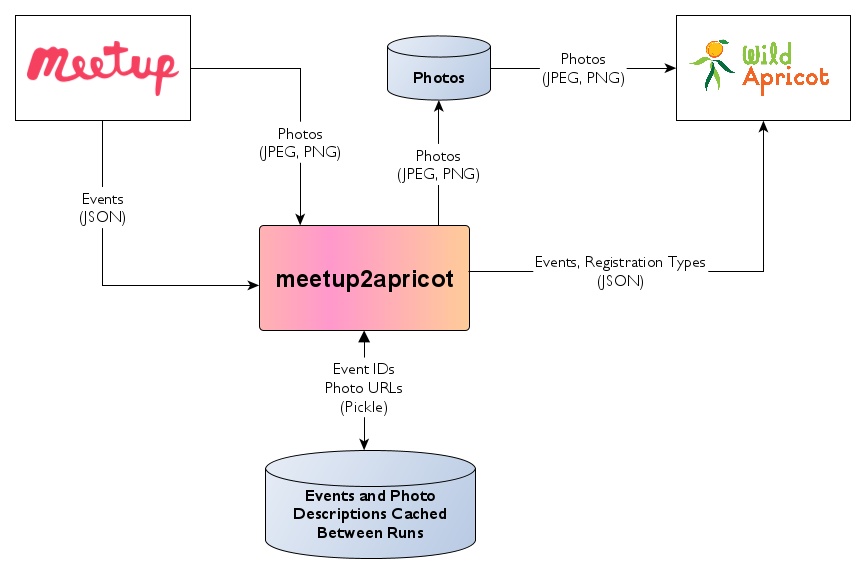 meetup
Photos
Wild
Apricot
Photos
(JPEG, PNG)
Photos
(JPEG, PNG)
Photos
(JPEG, PNG)
Events
(JSON)
meetup2apricot
Events, Registration Types
(JSON)
Event IDs
Photo URLs
(Pickle)
Events and Photo
Descriptions Cached
Between Runs